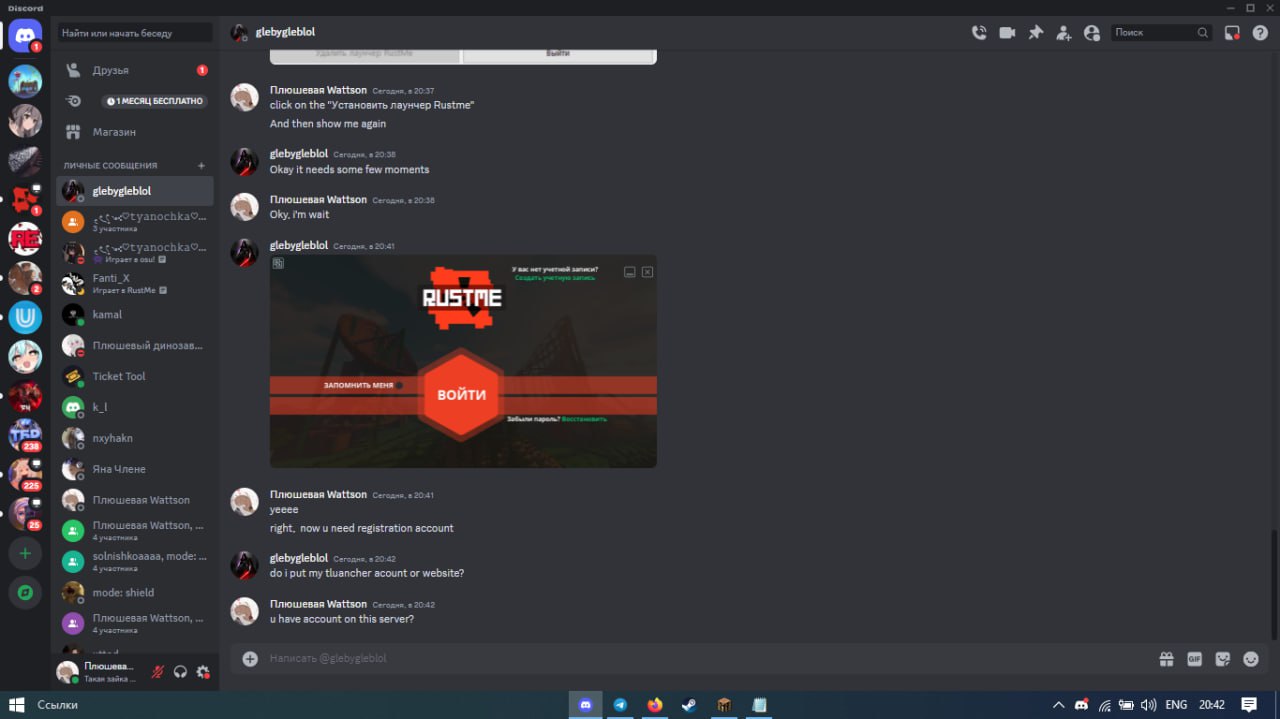 Discord
Найти или начать беседу
glebygleblol
Поиск
Удалить лаунчер RustMe
Выйти
Друзья
1
1 МЕСЯЦ БЕСПЛАТНО
Магазин
ЛИЧНЫЕ СООБЩЕНИЯ
glebygleblol
tyanochka♡...
3 участника
tyanochka♡...
Играет в osu!
Fanti_X
Играет в RustMe
kamal
Плюшевый динозав...
Ticket Tool
k_l
nxyhakn
Яна Члене
Плюшевая Wattson
Плюшевая Wattson, ...
4 участника
solnishkoaaaa, mode: ...
4 участника
mode: shield
Плюшевая Wattson, ...
4 участника
Плюшева...
Такая зайка ...
1
1
2
238
225
25
Плюшевая Wattson Сегодня, в 20:37
click on the "Установить лаунчер Rustme"
And then show me again
glebygleblol Сегодня, в 20:38
Okay it needs some few moments
Плюшевая Wattson Сегодня, в 20:38
Oky, i'm wait
glebygleblol Сегодня, в 20:41
У вас нет учетной записи?
Создать учетную запись
RUSTME
ЗАПОМНИТЬ МЕНЯ
ВОЙТИ
Забыли пароль? Восстановить
Плюшевая Wattson Сегодня, в 20:41
yeeee
right, now u need registration account
glebygleblol Сегодня, в 20:42
do i put my tluancher acount or website?
Плюшевая Wattson Сегодня, в 20:42
u have account on this server?
Написать @glebygleblol
GIF
Ссылки
ENG
20:42